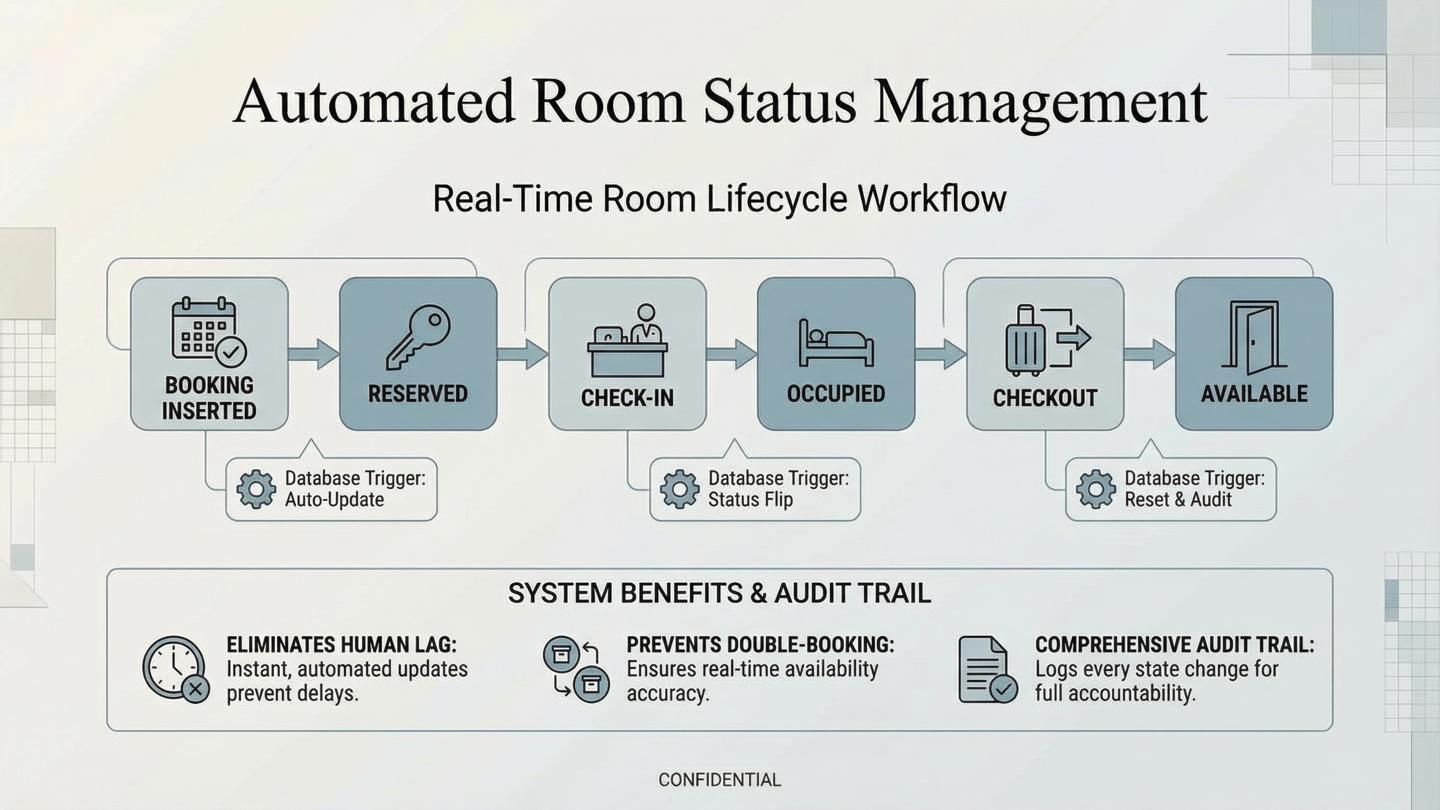 Automated Room Status Management
Real-Time Room Lifecycle Workflow
BOOKING
INSERTED
RESERVED
CHECK-IN
OCCUPIED
CHECKOUT
AVAILABLE
Database Trigger:
Auto-Update
Database Trigger:
Status Flip
Database Trigger:
Reset & Audit
SYSTEM BENEFITS & AUDIT TRAIL
ELIMINATES HUMAN LAG:
Instant, automated updates
prevent delays.
PREVENTS DOUBLE-BOOKING:
Ensures real-time availability
accuracy.
COMPREHENSIVE AUDIT TRAIL:
Logs every state change for
full accountability.
CONFIDENTIAL